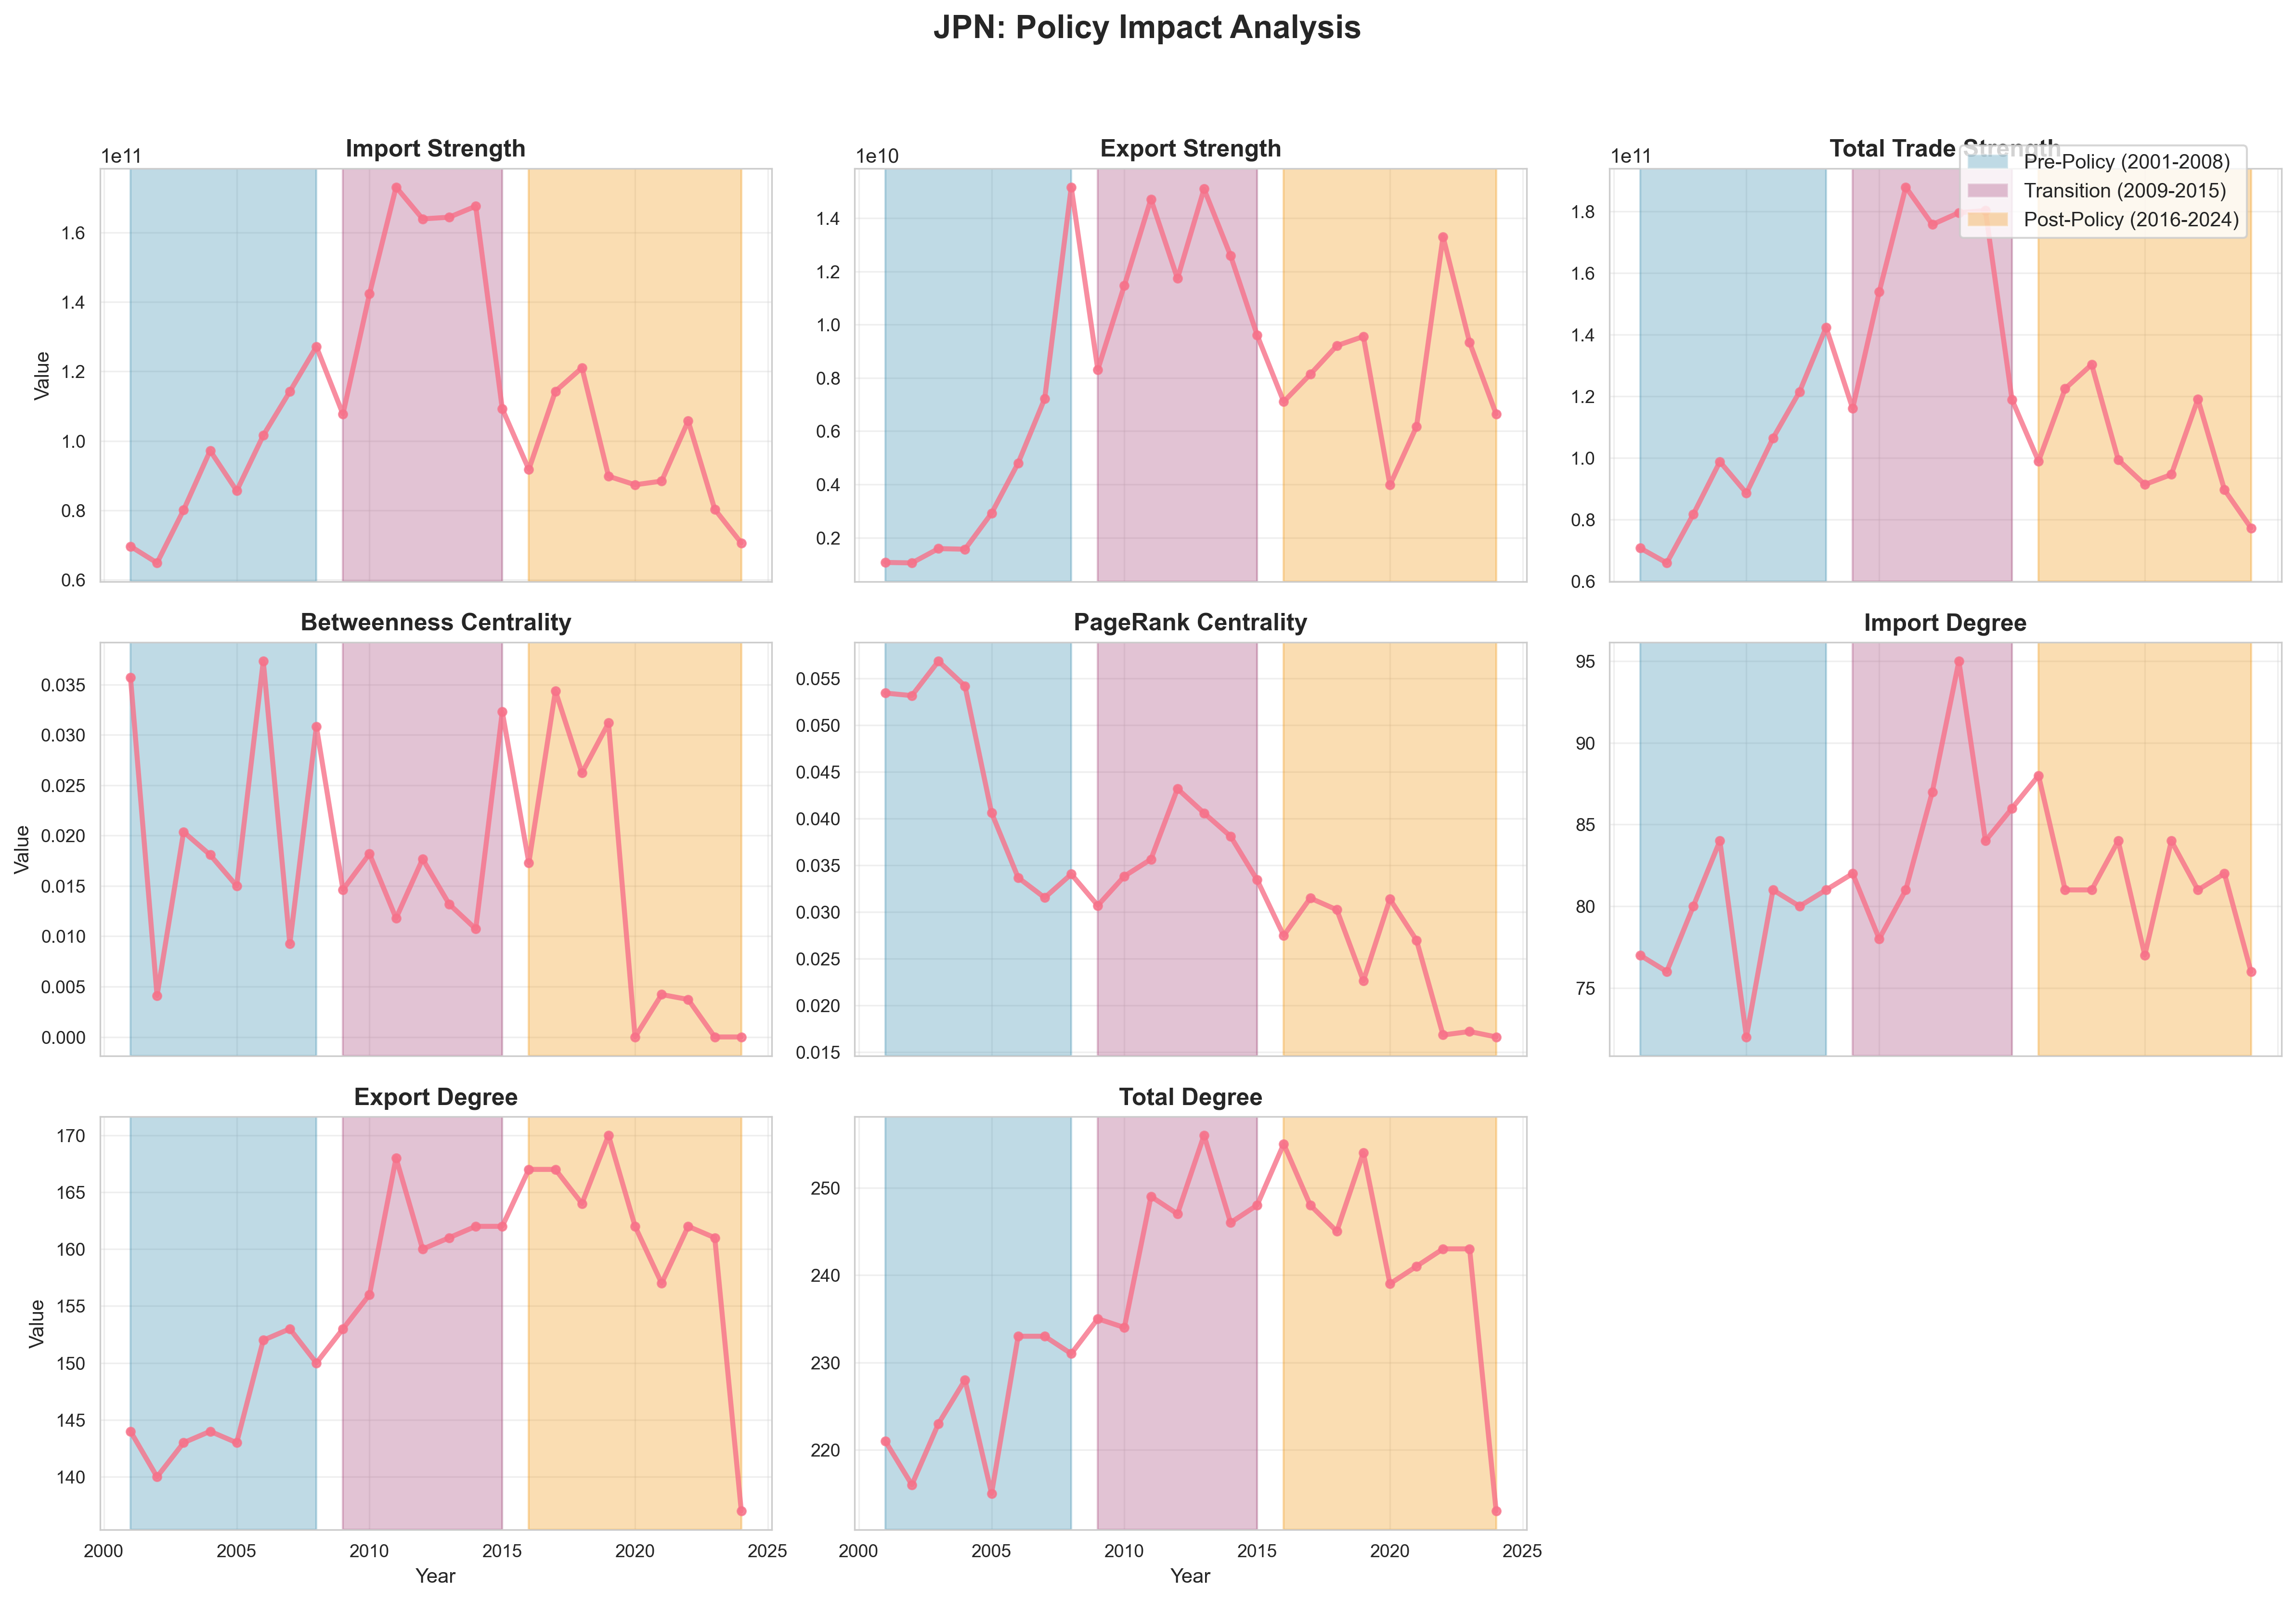 JPN: Policy Impact Analysis
Import Strength
1e11
Value
1.6
1.4
1.2
1.0
0.8
0.6
Export Strength
1e10
1.4
1.2
1.0
0.8
0.6
0.4
0.2
Total Trade Strength
1e11
1.8
1.6
1.4
1.2
1.0
0.8
0.6
Pre-Policy (2001-2008)
Transition (2009-2015)
Post-Policy (2016-2024)
Betweenness Centrality
Value
0.035
0.030
0.025
0.020
0.015
0.010
0.005
0.000
PageRank Centrality
0.055
0.050
0.045
0.040
0.035
0.030
0.025
0.020
0.015
Import Degree
95
90
85
80
75
Export Degree
Value
170
165
160
155
150
145
140
2000 2005 2010 2015 2020 2025
Year
Total Degree
250
240
230
220
2000 2005 2010 2015 2020 2025
Year